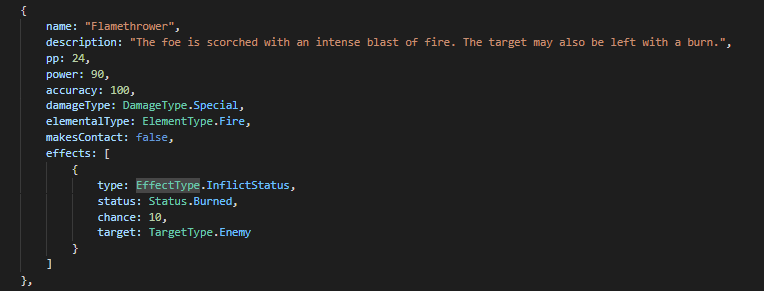 {
name: "Flamethrower",
description: "The foe is scorched with an intense blast of fire. The target may also be left with a burn.",
pp: 24,
power: 90,
accuracy: 100,
damageType: DamageType.Special,
elementalType: ElementType.Fire,
makesContact: false,
effects: [
{
type: EffectType.InflictStatus,
status: Status.Burned,
chance: 10,
target: TargetType.Enemy
}
]
},